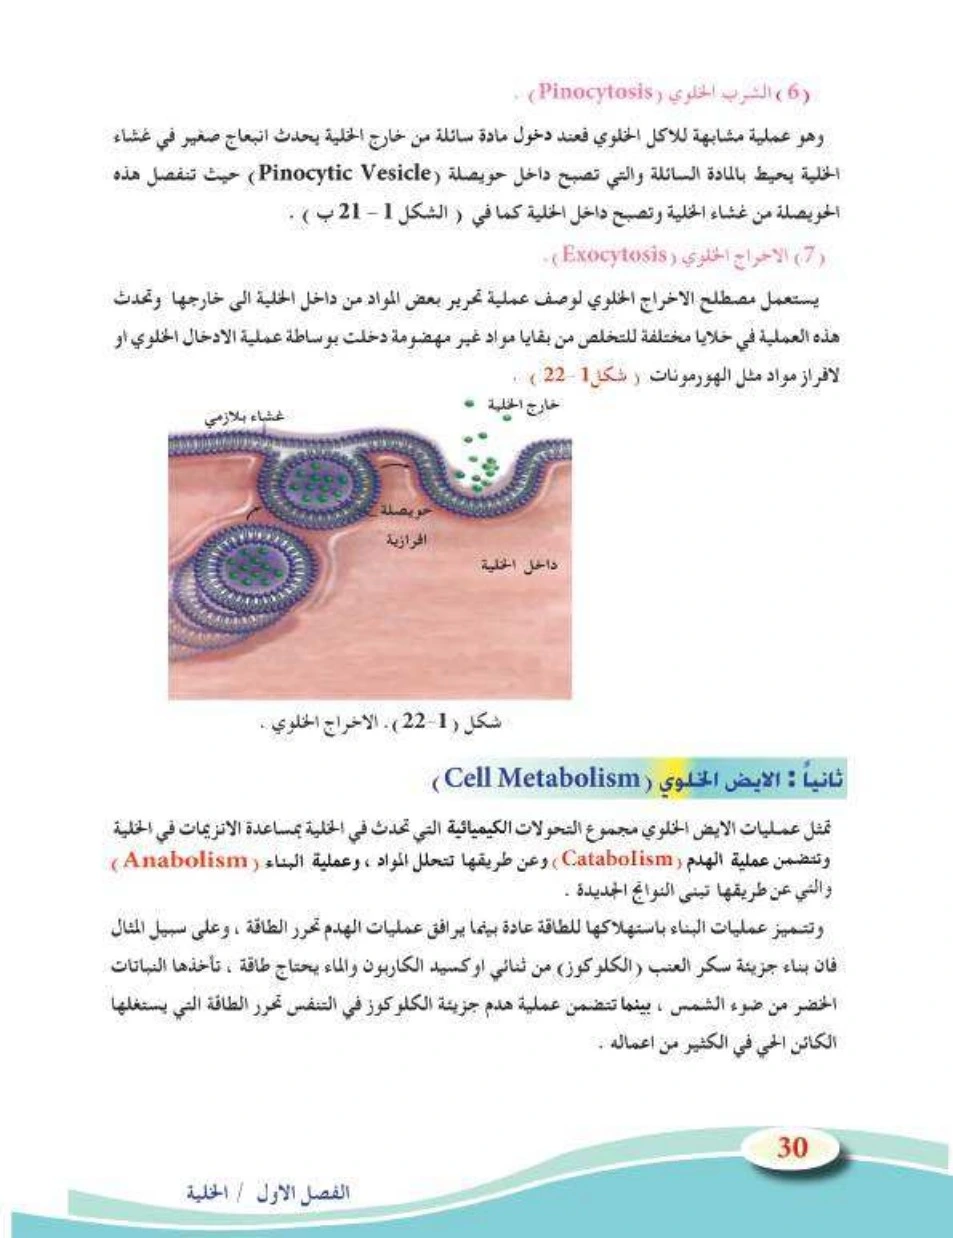 (6) الشرب الخلوي (Pinocytosis) .
وهو عملية مشابهة للاكل الخلوي فعند دخول مادة سائلة من خارج الخلية يحدث انبعاج صغير في غشاء
الخلية يحيط بالمادة السائلة والتي تصبح داخل حويصلة (Pinocytic Vesicle) حيث تنفصل هذه
الحويصلة من غشاء الخلية وتصبح داخل الخلية كما في ( الشكل 1 - 21 ب ) .
(7) الاخراج الخلوي (Exocytosis).
يستعمل مصطلح الاخراج الخلوي لوصف عملية تحرير بعض المواد من داخل الخلية الى خارجها وتحدث
هذه العملية في خلايا مختلفة للتخلص من بقايا مواد غير مهضومة دخلت بوساطة عملية الادخال الخلوي او
لافراز مواد مثل الهورمونات ( شكل1-22 ) .
خارج الخلية
غشاء بلازمي
حويصلة
افرازية
داخل الخلية
شكل (1-22). الاخراج الخلوي .
ثانياً : الايض الخلوي (Cell Metabolism)
تمثل عمليات الايض الخلوي مجموع التحولات الكيميائية التي تحدث في الخلية بمساعدة الانزيمات في الخلية
وتتضمن عملية الهدم (Catabolism) وعن طريقها تتحلل المواد ، وعملية البناء (Anabolism)
والتي عن طريقها تبنى النواتج الجديدة .
وتتميز عمليات البناء باستهلاكها للطاقة عادة بينما يرافق عمليات الهدم تحرر الطاقة ، وعلى سبيل المثال
فان بناء جزيئة سكر العنب (الكلوكوز) من ثنائي اوكسيد الكاربون والماء يحتاج طاقة ، تأخذها النباتات
الخضر من ضوء الشمس ، بينما تتضمن عملية هدم جزيئة الكلوكوز في التنفس تحرر الطاقة التي يستغلها
الكائن الحي في الكثير من اعماله .
30
الفصل الاول / الخلية